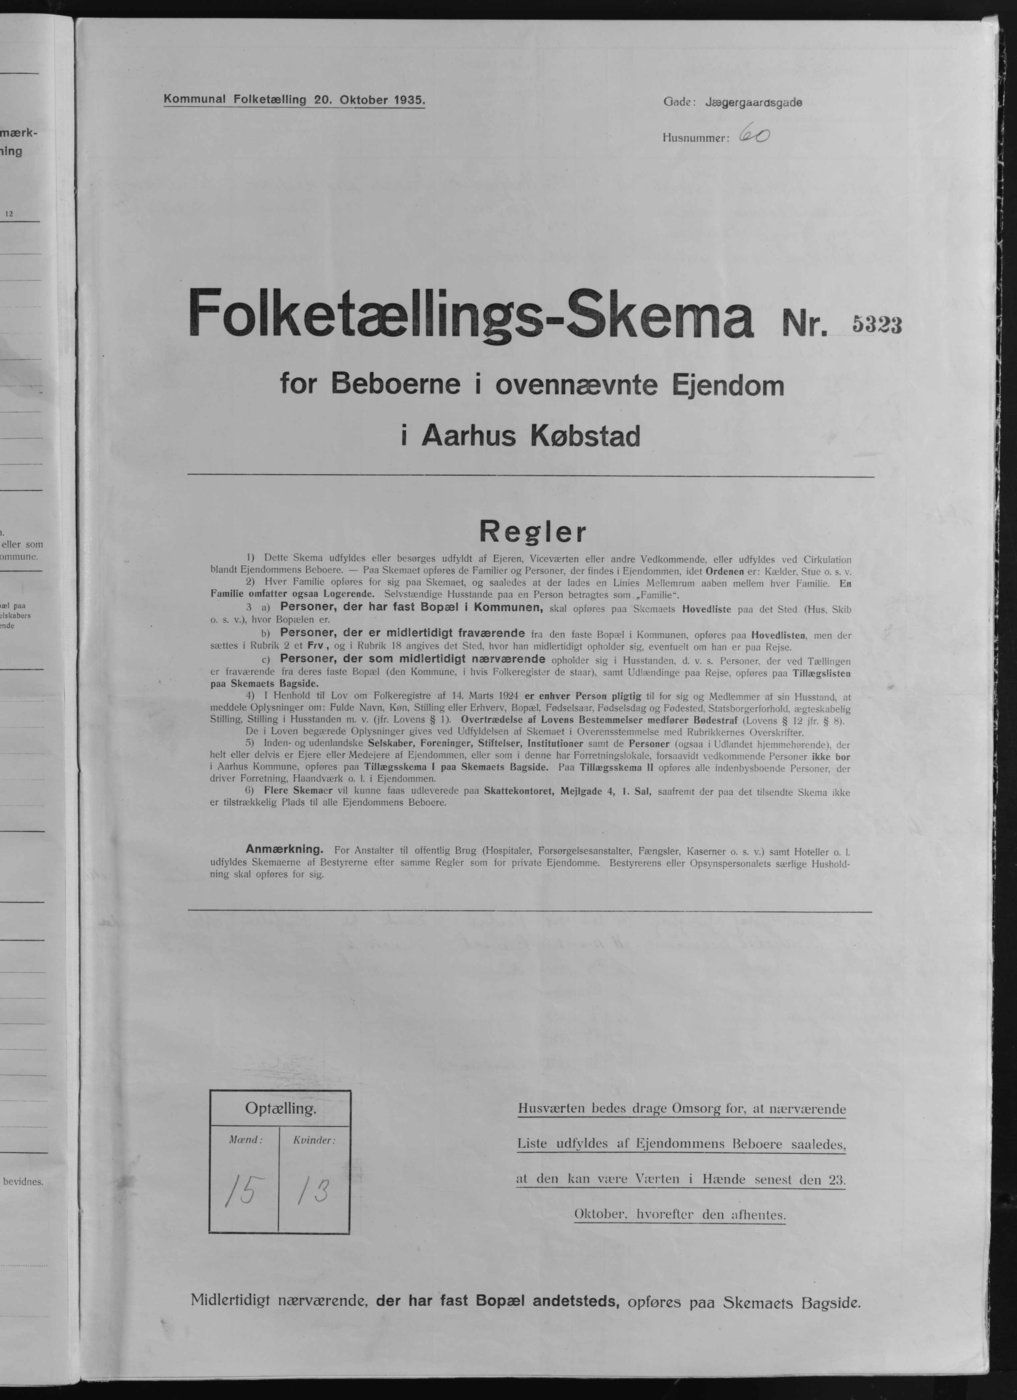 mærk-
ning
12
eller som
ommune.
æl paa
elskabers
ende
bevidnes.
Kommunal Folketælling 20. Oktober 1935.
Gade: Jægergaardsgade
Husnummer: 60
Folketællings-Skema Nr. 5323
for Beboerne i ovennævnte Ejendom
i Aarhus Købstad
Regler
1) Dette Skema udfyldes eller besørges udfyldt af Ejeren, Viceværten eller andre Vedkommende, eller udfyldes ved Cirkulation
blandt Ejendommens Beboere. — Paa Skemaet opføres de Familier og Personer, der findes i Ejendommen, idet Ordenen er: Kælder, Stue o. s. v.
2) Hver Familie opføres for sig paa Skemaet, og saaledes at der lades en Linies Mellemrum aaben mellem hver Familie. En
Familie omfatter ogsaa Logerende. Selvstændige Husstande paa en Person betragtes som „Familie".
3 a) Personer, der har fast Bopæl i Kommunen, skal opføres paa Skemaets Hovedliste paa det Sted (Hus, Skib
o. s. v.), hvor Bopælen er.
b) Personer, der er midlertidigt fraværende fra den faste Bopæl i Kommunen, opføres paa Hovedlisten, men der
sættes i Rubrik 2 et Frv, og i Rubrik 18 angives det Sted, hvor han midlertidigt opholder sig, eventuelt om han er paa Rejse.
c) Personer, der som midlertidigt nærværende opholder sig i Husstanden, d. v. s. Personer, der ved Tællingen
er fraværende fra deres faste Bopæl (den Kommune, i hvis Folkeregister de staar), samt Udlændinge paa Rejse, opføres paa Tillægslisten
paa Skemaets Bagside.
4) I Henhold til Lov om Folkeregistre af 14. Marts 1924 er enhver Person pligtig til for sig og Medlemmer af sin Husstand, at
meddele Oplysninger om: Fulde Navn, Køn, Stilling eller Erhverv, Bopæl, Fødselsaar, Fødselsdag og Fødested, Statsborgerforhold, ægteskabelig
Stilling, Stilling i Husstanden m. v. (jfr. Lovens § 1). Overtrædelse af Lovens Bestemmelser medfører Bødestraf (Lovens § 12 jfr. § 8).
De i Loven begærede Oplysninger gives ved Udfyldelsen af Skemaet i Overensstemmelse med Rubrikkernes Overskrifter.
5) Inden- og udenlandske Selskaber, Foreninger, Stiftelser, Institutioner samt de Personer (ogsaa i Udlandet hjemmehørende), der
helt eller delvis er Ejere eller Medejere af Ejendommen, eller som i denne har Forretningslokale, forsaavidt vedkommende Personer ikke bor
i Aarhus Kommune, opføres paa Tillægsskema I paa Skemaets Bagside. Paa Tillægsskema II opføres alle indenbysboende Personer, der
driver Forretning, Haandværk o. l. i Ejendommen.
6) Flere Skemaer vil kunne faas udleverede paa Skattekontoret, Mejlgade 4, 1. Sal, saafremt der paa det tilsendte Skema ikke
er tilstrækkelig Plads til alle Ejendommens Beboere.
Anmærkning. For Anstalter til offentlig Brug (Hospitaler, Forsørgelsesanstalter, Fængsler, Kaserner o. s. v.) samt Hoteller o. l.
udfyldes Skemaerne af Bestyrerne efter samme Regler som for private Ejendomme. Bestyrerens eller Opsynspersonalets særlige Hushold-
ning skal opføres for sig.
Optælling.
Mænd: Kvinder:
15 13
Husværten bedes drage Omsorg for, at nærværende
Liste udfyldes af Ejendommens Beboere saaledes,
at den kan være Værten i Hænde senest den 23.
Oktober, hvorefter den afhentes.
Midlertidigt nærværende, der har fast Bopæl andetsteds, opføres paa Skemaets Bagside.